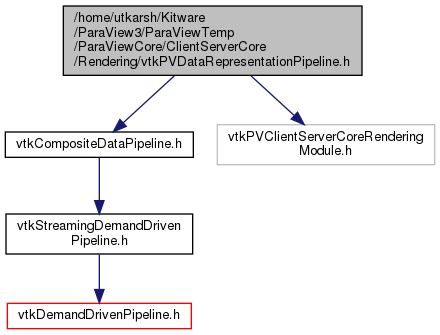 /home/utkarsh/Kitware
/ParaView3/ParaViewTemp
/ParaViewCore/ClientServerCore
/Rendering/vtkPVDataRepresentationPipeline.h
vtkCompositeDataPipeline.h
vtkPVClientServerCoreRendering
Module.h
vtkStreamingDemandDriven
Pipeline.h
vtkDemandDrivenPipeline.h